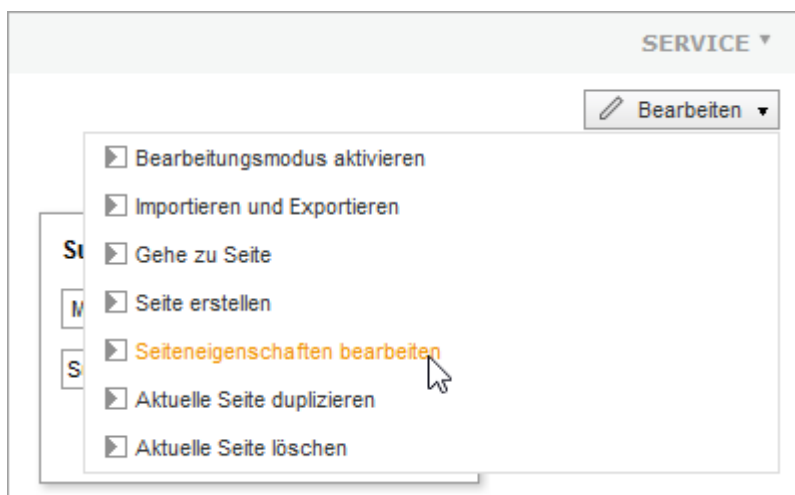 SERVICE
Bearbeiten
Bearbeitungsmodus aktivieren
Importieren und Exportieren
Gehe zu Seite
Seite erstellen
Seiteneigenschaften bearbeiten
Aktuelle Seite duplizieren
Aktuelle Seite löschen